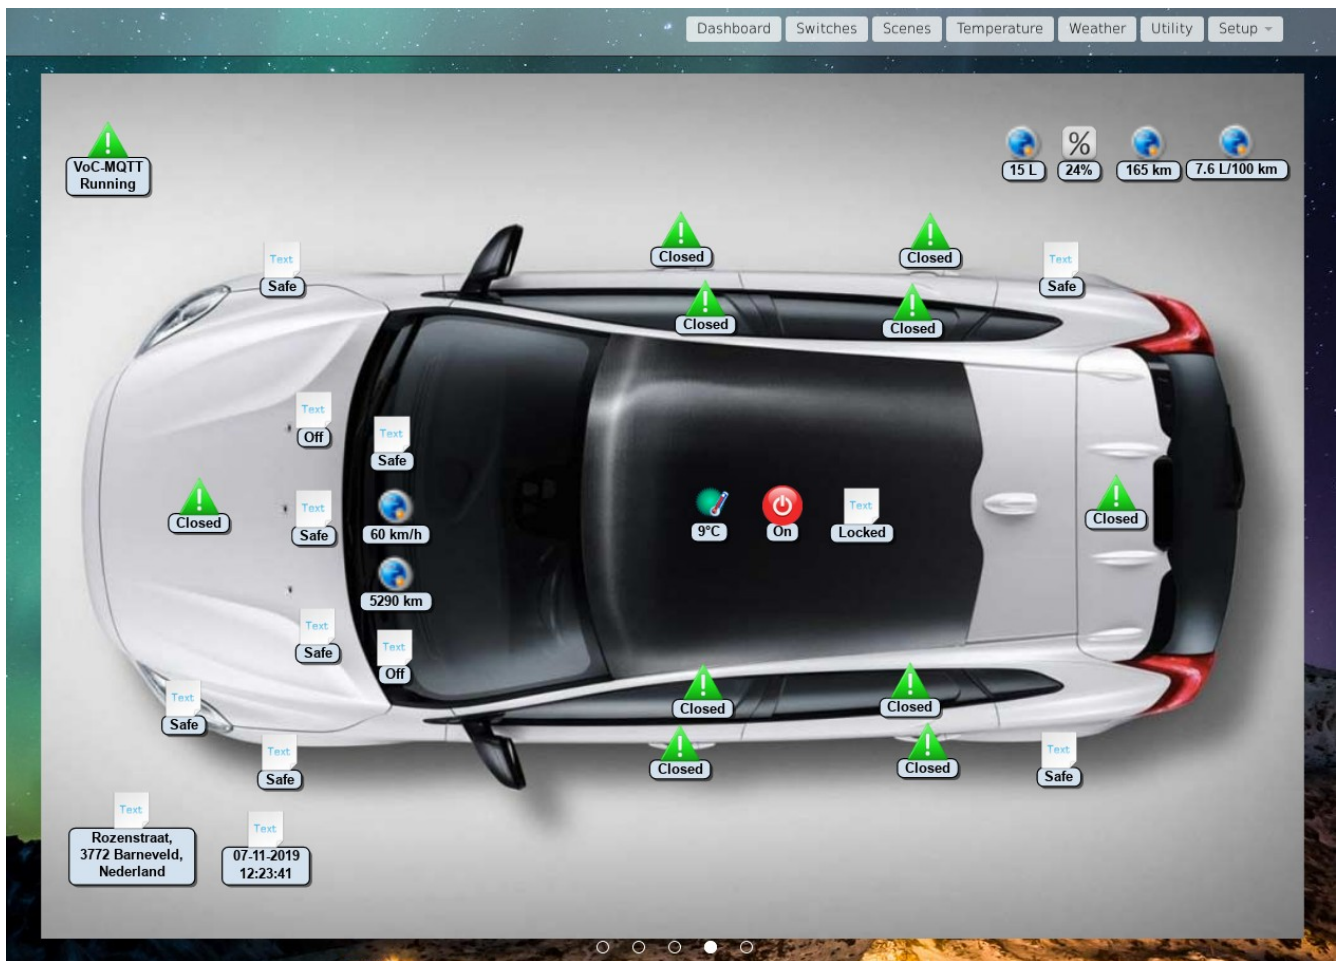 Dashboard
Switches
Scenes
Temperature
Weather
Utility
Setup
VoC-MQTT
Running
%
15 L
24%
165 km
7.6 L/100 km
Closed
Closed
Text
Safe
Text
Safe
Closed
Closed
Text
Off
Text
Safe
Closed
Text
Safe
60 km/h
9°C
On
Text
Locked
Closed
5290 km
Text
Safe
Text
Off
Text
Safe
Closed
Closed
Text
Safe
Closed
Closed
Text
Safe
Text
Rozenstraat,
3772 Barneveld,
Nederland
Text
07-11-2019
12:23:41